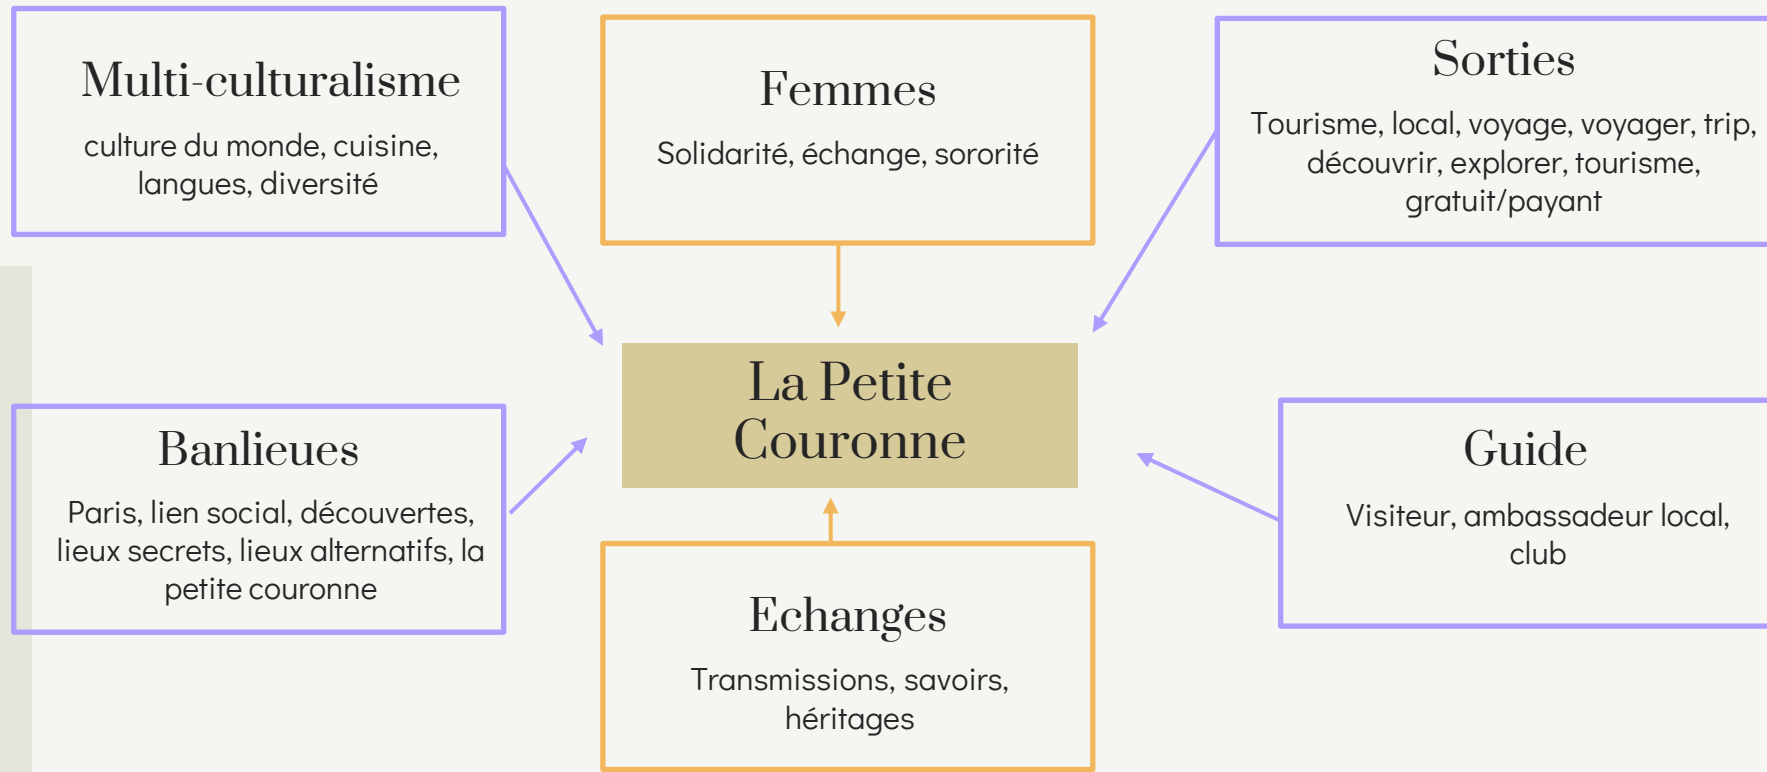 Multi-culturalisme
culture du monde, cuisine,
langues, diversité
Femmes
Solidarité, échange, sororité
Sorties
Tourisme, local, voyage, voyager, trip,
découvrir, explorer, tourisme,
gratuit/payant
La Petite
Couronne
Banlieues
Paris, lien social, découvertes,
lieux secrets, lieux alternatifs, la
petite couronne
Echanges
Transmissions, savoirs,
héritages
Guide
Visiteur, ambassadeur local,
club